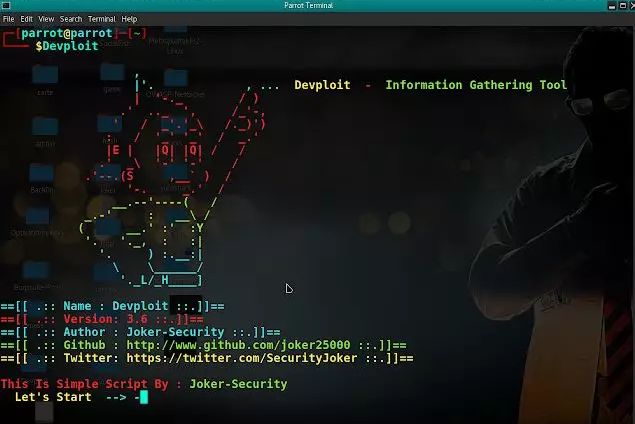 Parrot Terminal
File Edit View Search Terminal Help
[parrot@parrot]-[~]
$Devploit
... Devploit - Information Gathering Tool
==[[ .:: Name : Devploit ::.]]==
==[[ .:: Version: 3.6 ::.]]==
==[[ .:: Author : Joker-Security ::.]]==
==[[ .:: Github : http://www.github.com/joker25000 ::.]]==
==[[ .:: Twitter: https://twitter.com/SecurityJoker ::.]]==
This Is Simple Script By : Joker-Security
Let's Start --> -